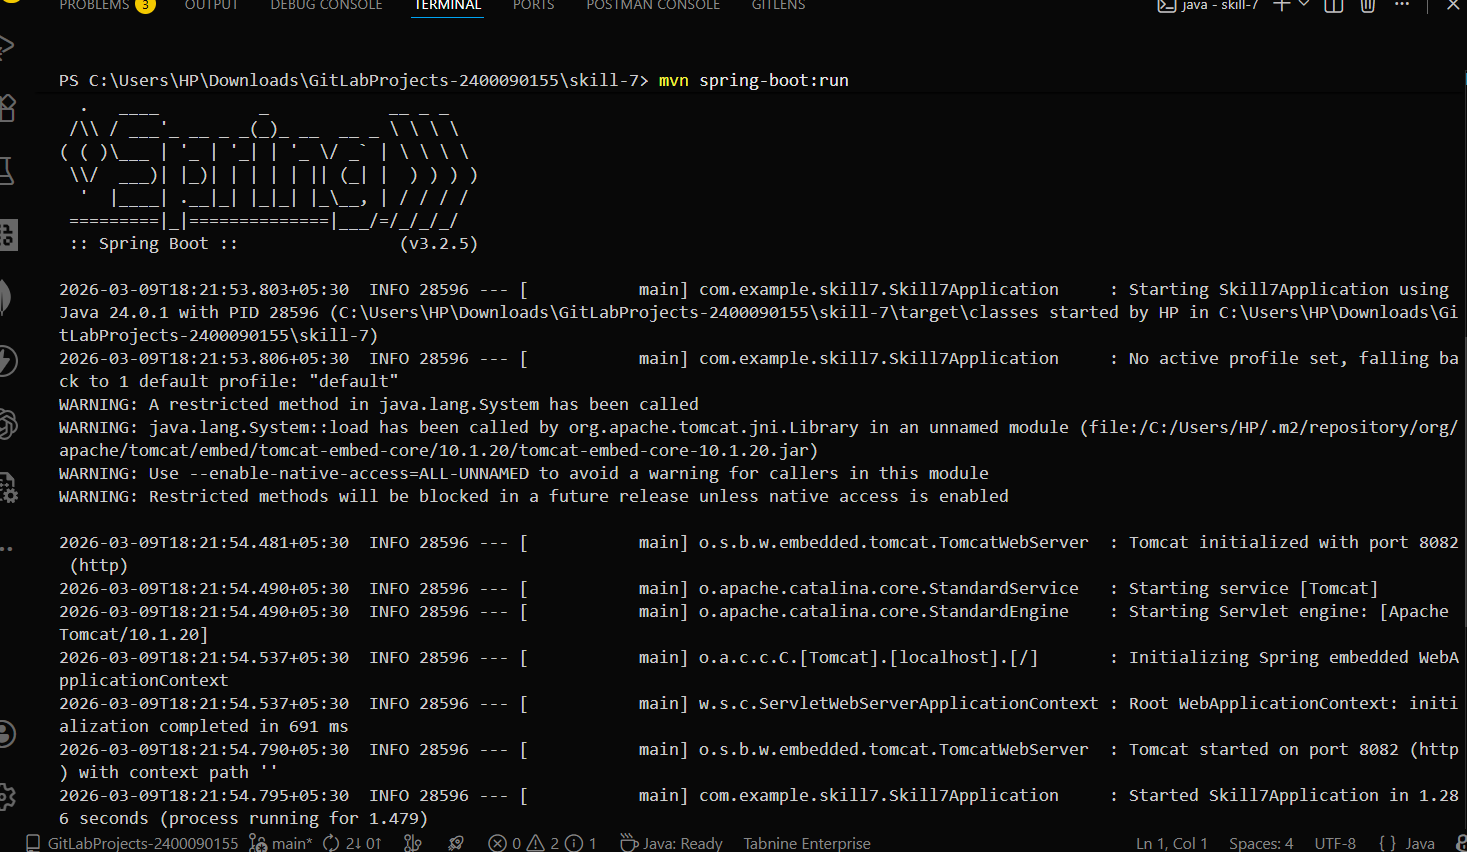 PROBLEMS 3 OUTPUT DEBUG CONSOLE TERMINAL PORTS POSTMAN CONSOLE GITLENS java - skill-7
PS C:\Users\HP\Downloads\GitLabProjects-2400090155\skill-7> mvn spring-boot:run
  .   ____          _            __ _ _
 /\\ / ___'_ __ _ _(_)_ __  __ _ \ \ \ \
( ( )\___ | '_ | '_| | '_ \/ _` | \ \ \ \
 \\/  ___)| |_)| | | | | || (_| |  ) ) ) )
  '  |____| .__|_| |_|_| |_\__, | / / / /
 =========|_|==============|___/=/_/_/_/
 :: Spring Boot ::                (v3.2.5)
2026-03-09T18:21:53.803+05:30  INFO 28596 --- [           main] com.example.skill7.Skill7Application     : Starting Skill7Application using
Java 24.0.1 with PID 28596 (C:\Users\HP\Downloads\GitLabProjects-2400090155\skill-7\target\classes started by HP in C:\Users\HP\Downloads\Gi
tLabProjects-2400090155\skill-7)
2026-03-09T18:21:53.806+05:30  INFO 28596 --- [           main] com.example.skill7.Skill7Application     : No active profile set, falling ba
ck to 1 default profile: "default"
WARNING: A restricted method in java.lang.System has been called
WARNING: java.lang.System::load has been called by org.apache.tomcat.jni.Library in an unnamed module (file:/C:/Users/HP/.m2/repository/org/
apache/tomcat/embed/tomcat-embed-core/10.1.20/tomcat-embed-core-10.1.20.jar)
WARNING: Use --enable-native-access=ALL-UNNAMED to avoid a warning for callers in this module
WARNING: Restricted methods will be blocked in a future release unless native access is enabled
2026-03-09T18:21:54.481+05:30  INFO 28596 --- [           main] o.s.b.w.embedded.tomcat.TomcatWebServer  : Tomcat initialized with port 8082
 (http)
2026-03-09T18:21:54.490+05:30  INFO 28596 --- [           main] o.apache.catalina.core.StandardService   : Starting service [Tomcat]
2026-03-09T18:21:54.490+05:30  INFO 28596 --- [           main] o.apache.catalina.core.StandardEngine    : Starting Servlet engine: [Apache
Tomcat/10.1.20]
2026-03-09T18:21:54.537+05:30  INFO 28596 --- [           main] o.a.c.c.C.[Tomcat].[localhost].[/]       : Initializing Spring embedded WebA
pplicationContext
2026-03-09T18:21:54.537+05:30  INFO 28596 --- [           main] w.s.c.ServletWebServerApplicationContext : Root WebApplicationContext: initi
alization completed in 691 ms
2026-03-09T18:21:54.790+05:30  INFO 28596 --- [           main] o.s.b.w.embedded.tomcat.TomcatWebServer  : Tomcat started on port 8082 (http
) with context path ''
2026-03-09T18:21:54.795+05:30  INFO 28596 --- [           main] com.example.skill7.Skill7Application     : Started Skill7Application in 1.28
6 seconds (process running for 1.479)
GitLabProjects-2400090155 main* 2↓ 0↑ 0 2 1 Java: Ready Tabnine Enterprise Ln 1, Col 1 Spaces: 4 UTF-8 { } Java